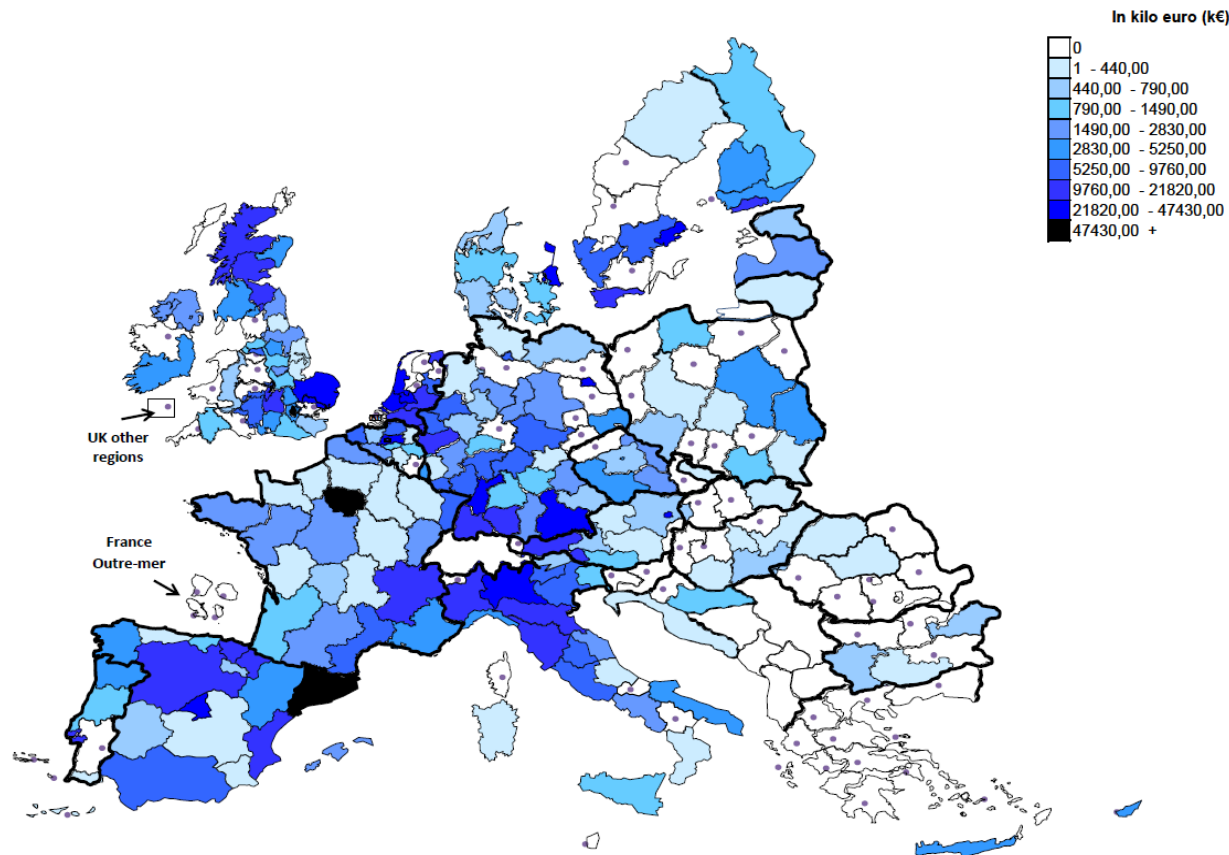 In kilo euro (k€)
0
1 - 440,00
440,00 - 790,00
790,00 - 1490,00
1490,00 - 2830,00
2830,00 - 5250,00
5250,00 - 9760,00
9760,00 - 21820,00
21820,00 - 47430,00
47430,00 +
UK other
regions
France
Outre-mer